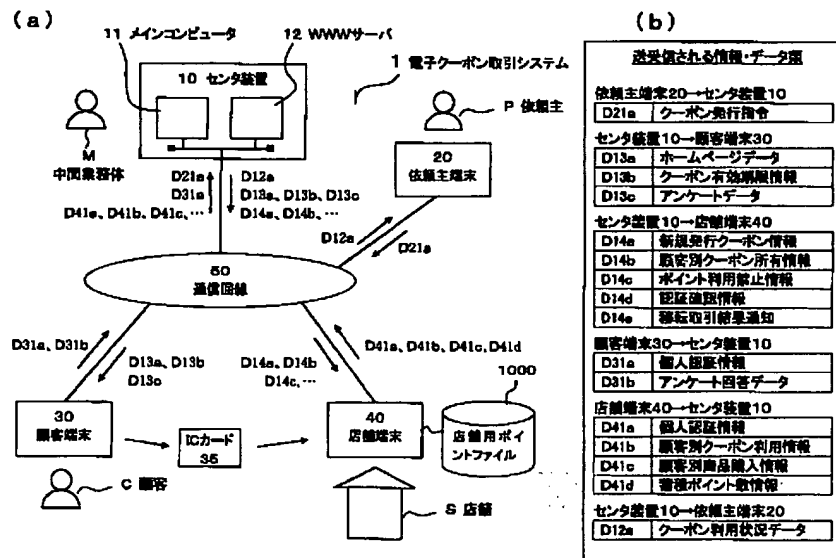 (a)
11 メインコンピュータ
12 WWWサーバ
10 センタ装置
1 電子クーポン取引システム
M
中間業務体
P 依頼主
20
依頼主端末
D21a
D31a
D41a、D41b、D41c、…
D12a
D13a、D13b、D13c
D14a、D14b、…
D12a
D21a
50
通信回線
D31a、D31b
D13a、D13b
D13c
D41a、D41b、D41c、D41d
D14a、D14b
D14c、…
1000
30
顧客端末
ICカード
35
40
店舗端末
店舗用ポイ
ントファイル
C 顧客
S 店舗
(b)
送受信される情報・データ類
依頼主端末20→センタ装置10
D21a クーポン発行指令
センタ装置10→顧客端末30
D13a ホームページデータ
D13b クーポン有効期限情報
D13c アンケートデータ
センタ装置10→店舗端末40
D14a 新規発行クーポン情報
D14b 顧客別クーポン所有情報
D14c ポイント利用禁止情報
D14d 認証確認情報
D14e 移転取引結果通知
顧客端末30→センタ装置10
D31a 個人認証情報
D31b アンケート回答データ
店舗端末40→センタ装置10
D41a 個人認証情報
D41b 顧客別クーポン利用情報
D41c 顧客別商品購入情報
D41d 蓄積ポイント数情報
センタ装置10→依頼主端末20
D12a クーポン利用状況データ